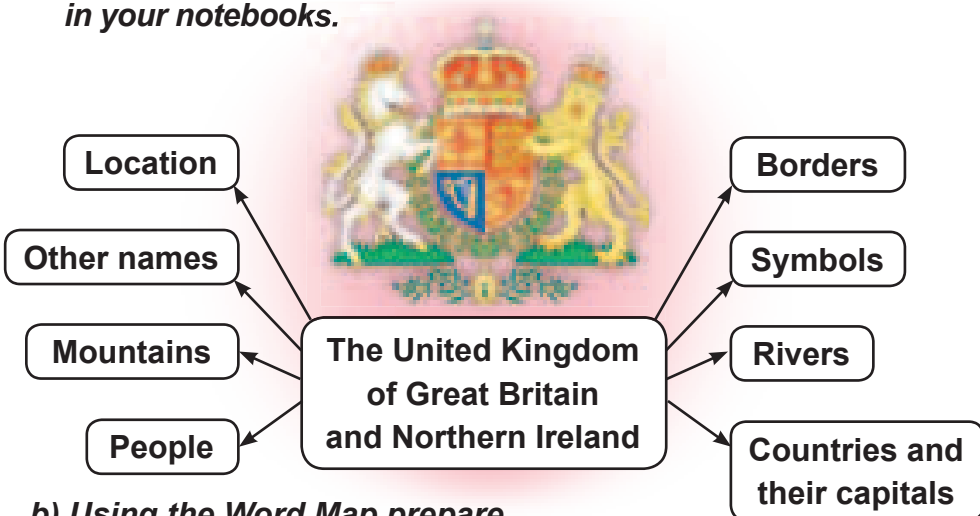 in your notebooks.
Location
Other names
Mountains
People
The United Kingdom
of Great Britain
and Northern Ireland
Borders
Symbols
Rivers
Countries and
their capitals
b) Using the Word Map prepare